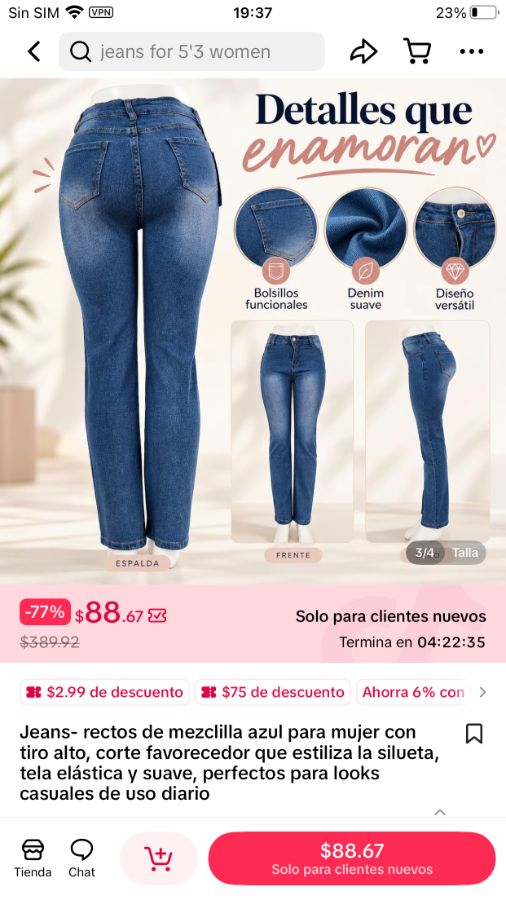 Sin SIM VPN
19:37
23%
jeans for 5'3 women
Detalles que
enamoran
Bolsillos
funcionales
Denim
suave
Diseño
versátil
ESPALDA
FRENTE
3/4 Talla
-77% $88.67
$389.92
Solo para clientes nuevos
Termina en 04:22:35
$2.99 de descuento
$75 de descuento
Ahorra 6% con
Jeans- rectos de mezclilla azul para mujer con
tiro alto, corte favorecedor que estiliza la silueta,
tela elástica y suave, perfectos para looks
casuales de uso diario
Tienda
Chat
$88.67
Solo para clientes nuevos